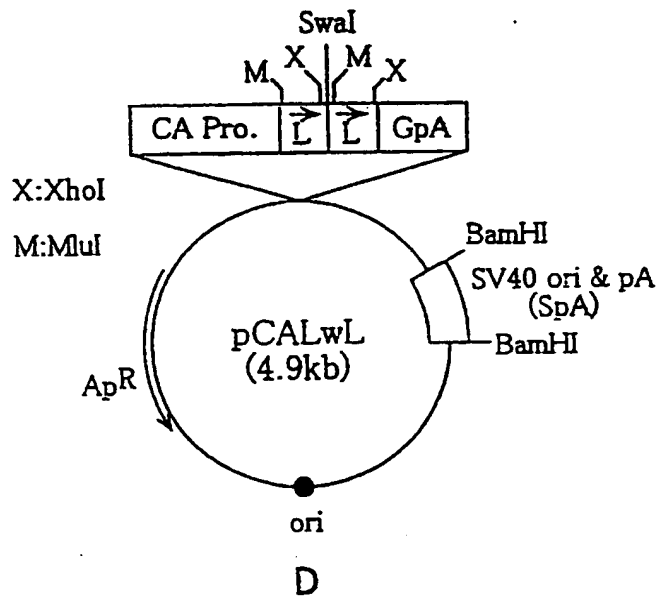 SwaI
M X M X
CA Pro. L L GpA
X:XhoI
M:MluI
BamHI
SV40 ori & pA
(SpA)
BamHI
pCALwL
(4.9kb)
ApR
ori
D